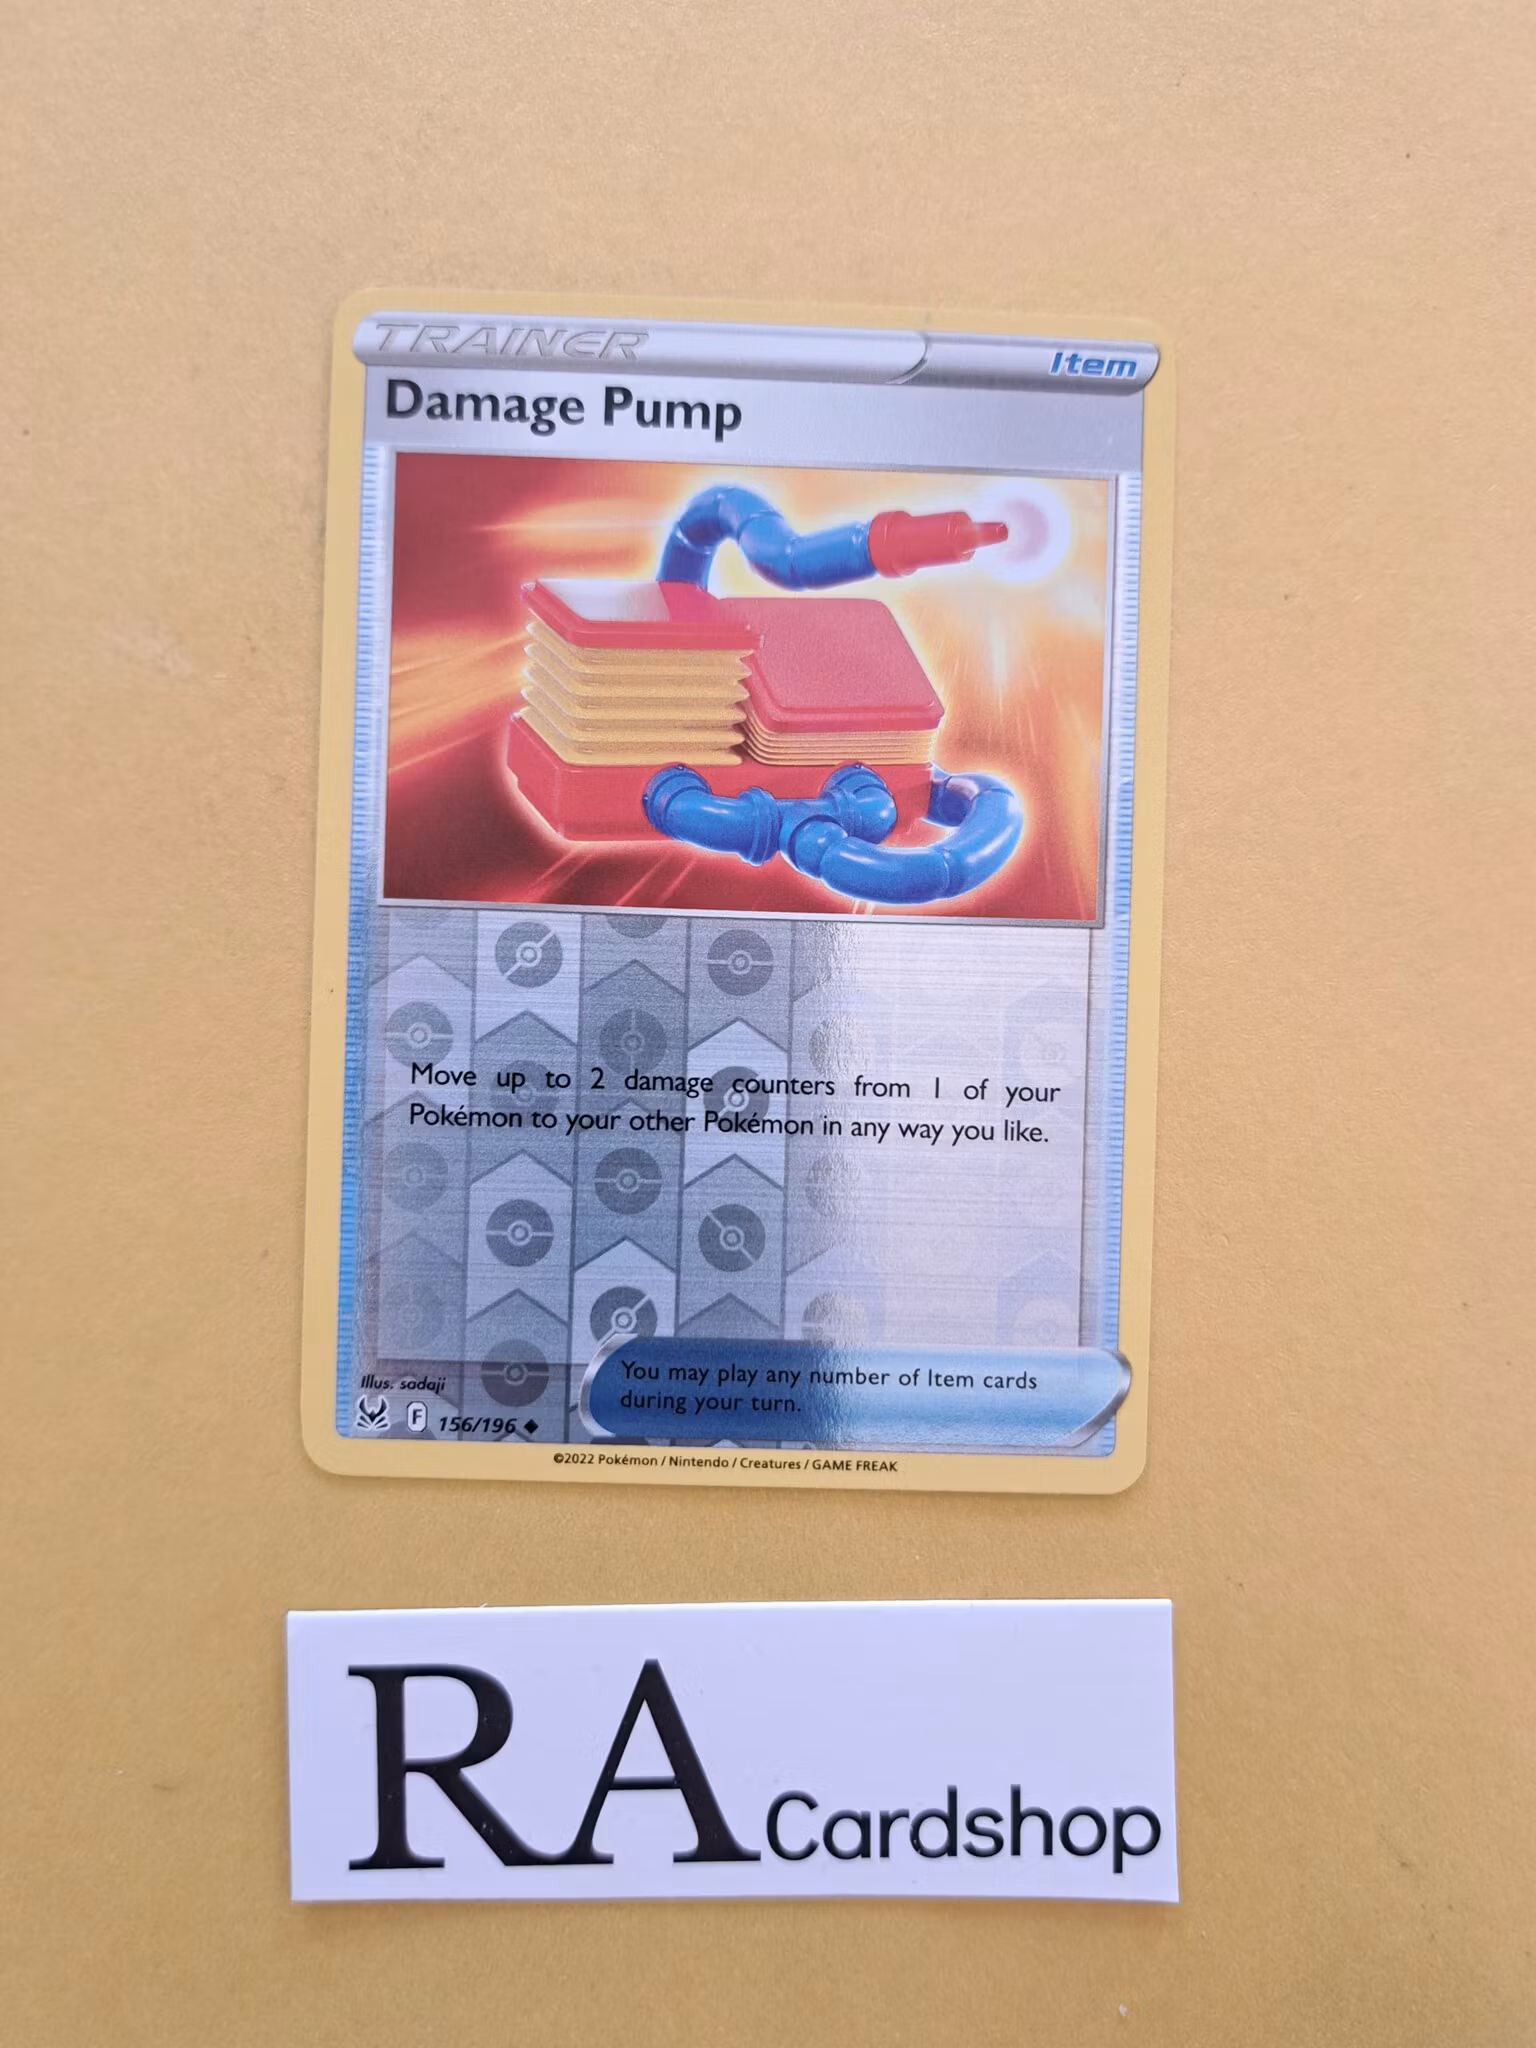 TRAINER
Item
Damage Pump
Move up to 2 damage counters from 1 of your
Pokémon to your other Pokémon in any way you like.
You may play any number of Item cards
during your turn.
Illus. sadaji
F 156/196 ◆
©2022 Pokémon / Nintendo / Creatures / GAME FREAK
RA Cardshop